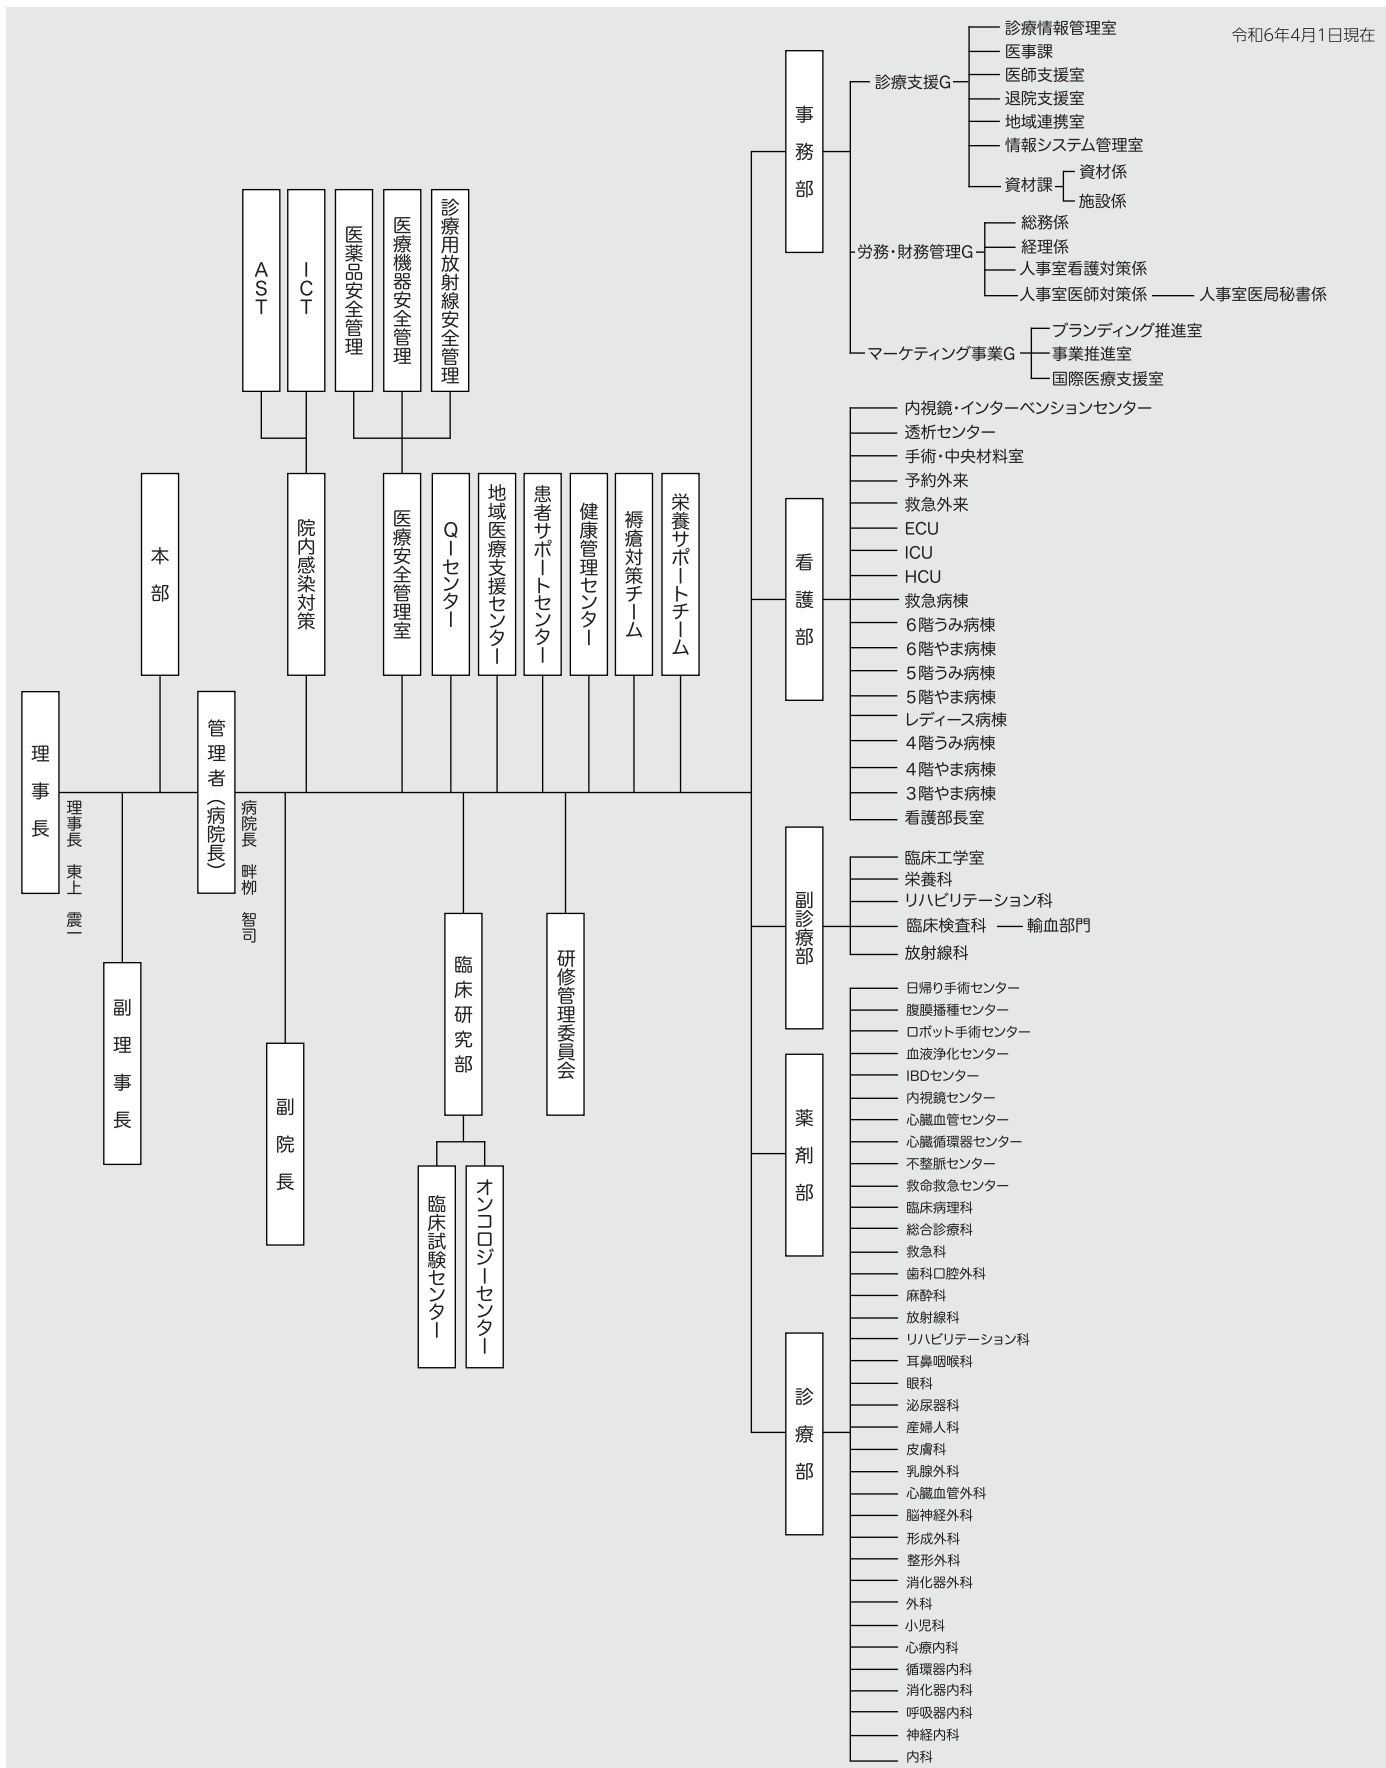 令和6年4月1日現在
理事長
理事長 東上 震一
副理事長
本部
管理者(病院長)
病院長 畔栁 智司
副院長
院内感染対策
AST
ICT
医療安全管理室
医薬品安全管理
医療機器安全管理
診療用放射線安全管理
QIセンター
地域医療支援センター
患者サポートセンター
健康管理センター
褥瘡対策チーム
栄養サポートチーム
臨床研究部
臨床試験センター
オンコロジーセンター
研修管理委員会
事務部
診療支援G
診療情報管理室
医事課
医師支援室
退院支援室
地域連携室
情報システム管理室
資材課
資材係
施設係
労務・財務管理G
総務係
経理係
人事室看護対策係
人事室医師対策係
人事室医局秘書係
マーケティング事業G
ブランディング推進室
事業推進室
国際医療支援室
看護部
内視鏡・インターベンションセンター
透析センター
手術・中央材料室
予約外来
救急外来
ECU
ICU
HCU
救急病棟
6階うみ病棟
6階やま病棟
5階うみ病棟
5階やま病棟
レディース病棟
4階うみ病棟
4階やま病棟
3階やま病棟
看護部長室
副診療部
臨床工学室
栄養科
リハビリテーション科
臨床検査科
輸血部門
放射線科
薬剤部
診療部
日帰り手術センター
腹膜播種センター
ロボット手術センター
血液浄化センター
IBDセンター
内視鏡センター
心臓血管センター
心臓循環器センター
不整脈センター
救命救急センター
臨床病理科
総合診療科
救急科
歯科口腔外科
麻酔科
放射線科
リハビリテーション科
耳鼻咽喉科
眼科
泌尿器科
産婦人科
皮膚科
乳腺外科
心臓血管外科
脳神経外科
形成外科
整形外科
消化器外科
外科
小児科
心療内科
循環器内科
消化器内科
呼吸器内科
神経内科
内科